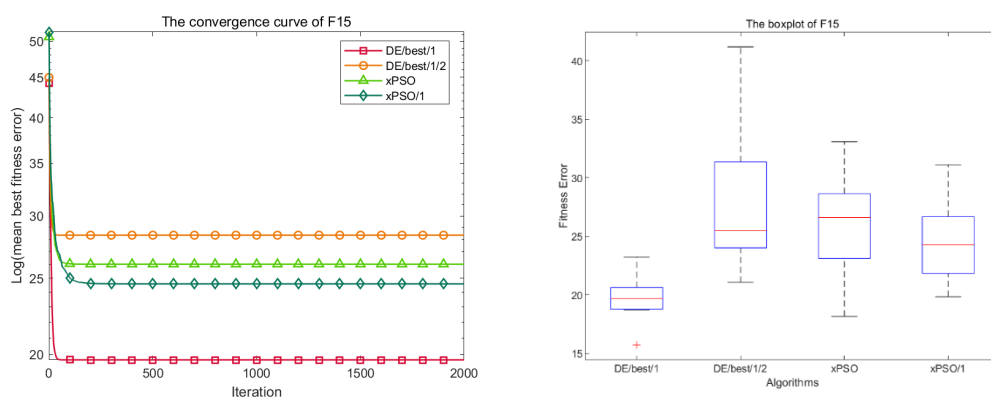 The convergence curve of F15
50
45
40
35
30
25
20
Log(mean best fitness error)
DE/best/1
DE/best/1/2
xPSO
xPSO/1
0 500 1000 1500 2000
Iteration
The boxplot of F15
40
35
30
25
20
15
Fitness Error
DE/best/1 DE/best/1/2 xPSO xPSO/1
Algorithms